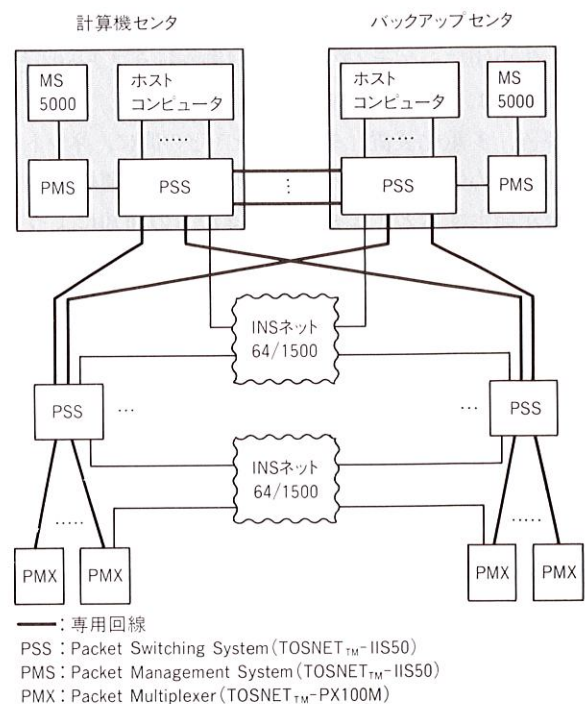 計算機センタ
バックアップセンタ
MS
5000
ホスト
コンピュータ
.....
PMS
PSS
ホスト
コンピュータ
.....
MS
5000
PSS
PMS
INSネット
64/1500
PSS
...
...
PSS
INSネット
64/1500
.....
.....
PMX
PMX
PMX
PMX
:専用回線
PSS:Packet Switching System(TOSNET™-IIS50)
PMS:Packet Management System(TOSNET™-IIS50)
PMX:Packet Multiplexer(TOSNET™-PX100M)